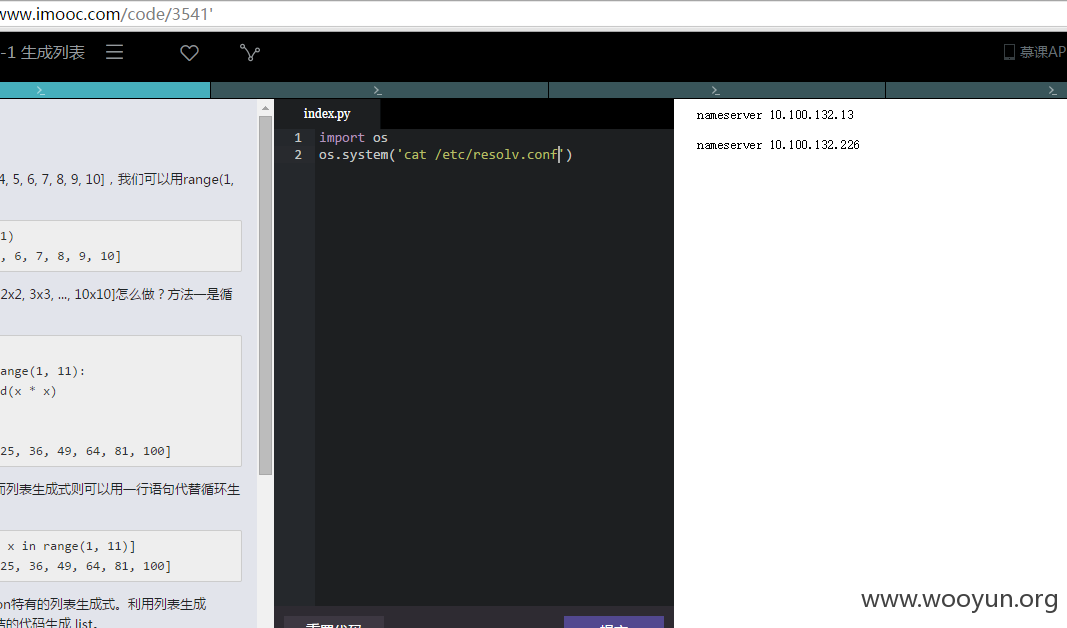 www.imooc.com/code/3541'
-1 生成列表
慕课AP
index.py
1 import os
2 os.system('cat /etc/resolv.conf')
nameserver 10.100.132.13
nameserver 10.100.132.226
4, 5, 6, 7, 8, 9, 10]，我们可以用range(1,
1)
, 6, 7, 8, 9, 10]
2x2, 3x3, ..., 10x10]怎么做？方法一是循
ange(1, 11):
d(x * x)
25, 36, 49, 64, 81, 100]
而列表生成式则可以用一行语句代替循环生
x in range(1, 11)]
25, 36, 49, 64, 81, 100]
on特有的列表生成式。利用列表生成
洁的代码生成 list。
重置代码
提交
www.wooyun.org